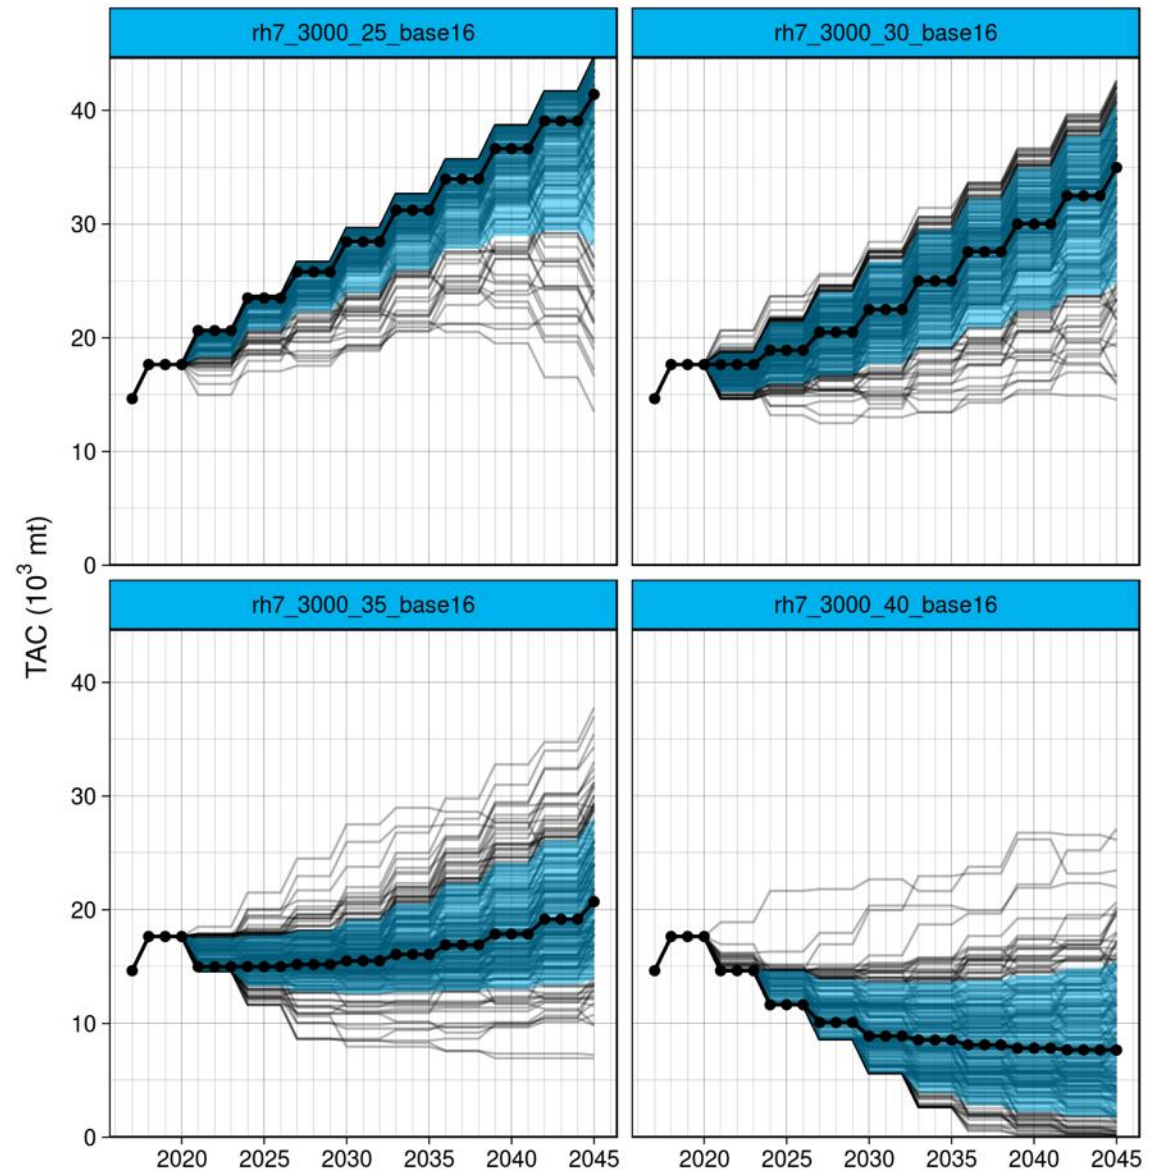 rh7_3000_25_base16
rh7_3000_30_base16
40
30
20
10
0
TAC (10³ mt)
rh7_3000_35_base16
rh7_3000_40_base16
40
30
20
10
0
2020 2025 2030 2035 2040 2045
2020 2025 2030 2035 2040 2045